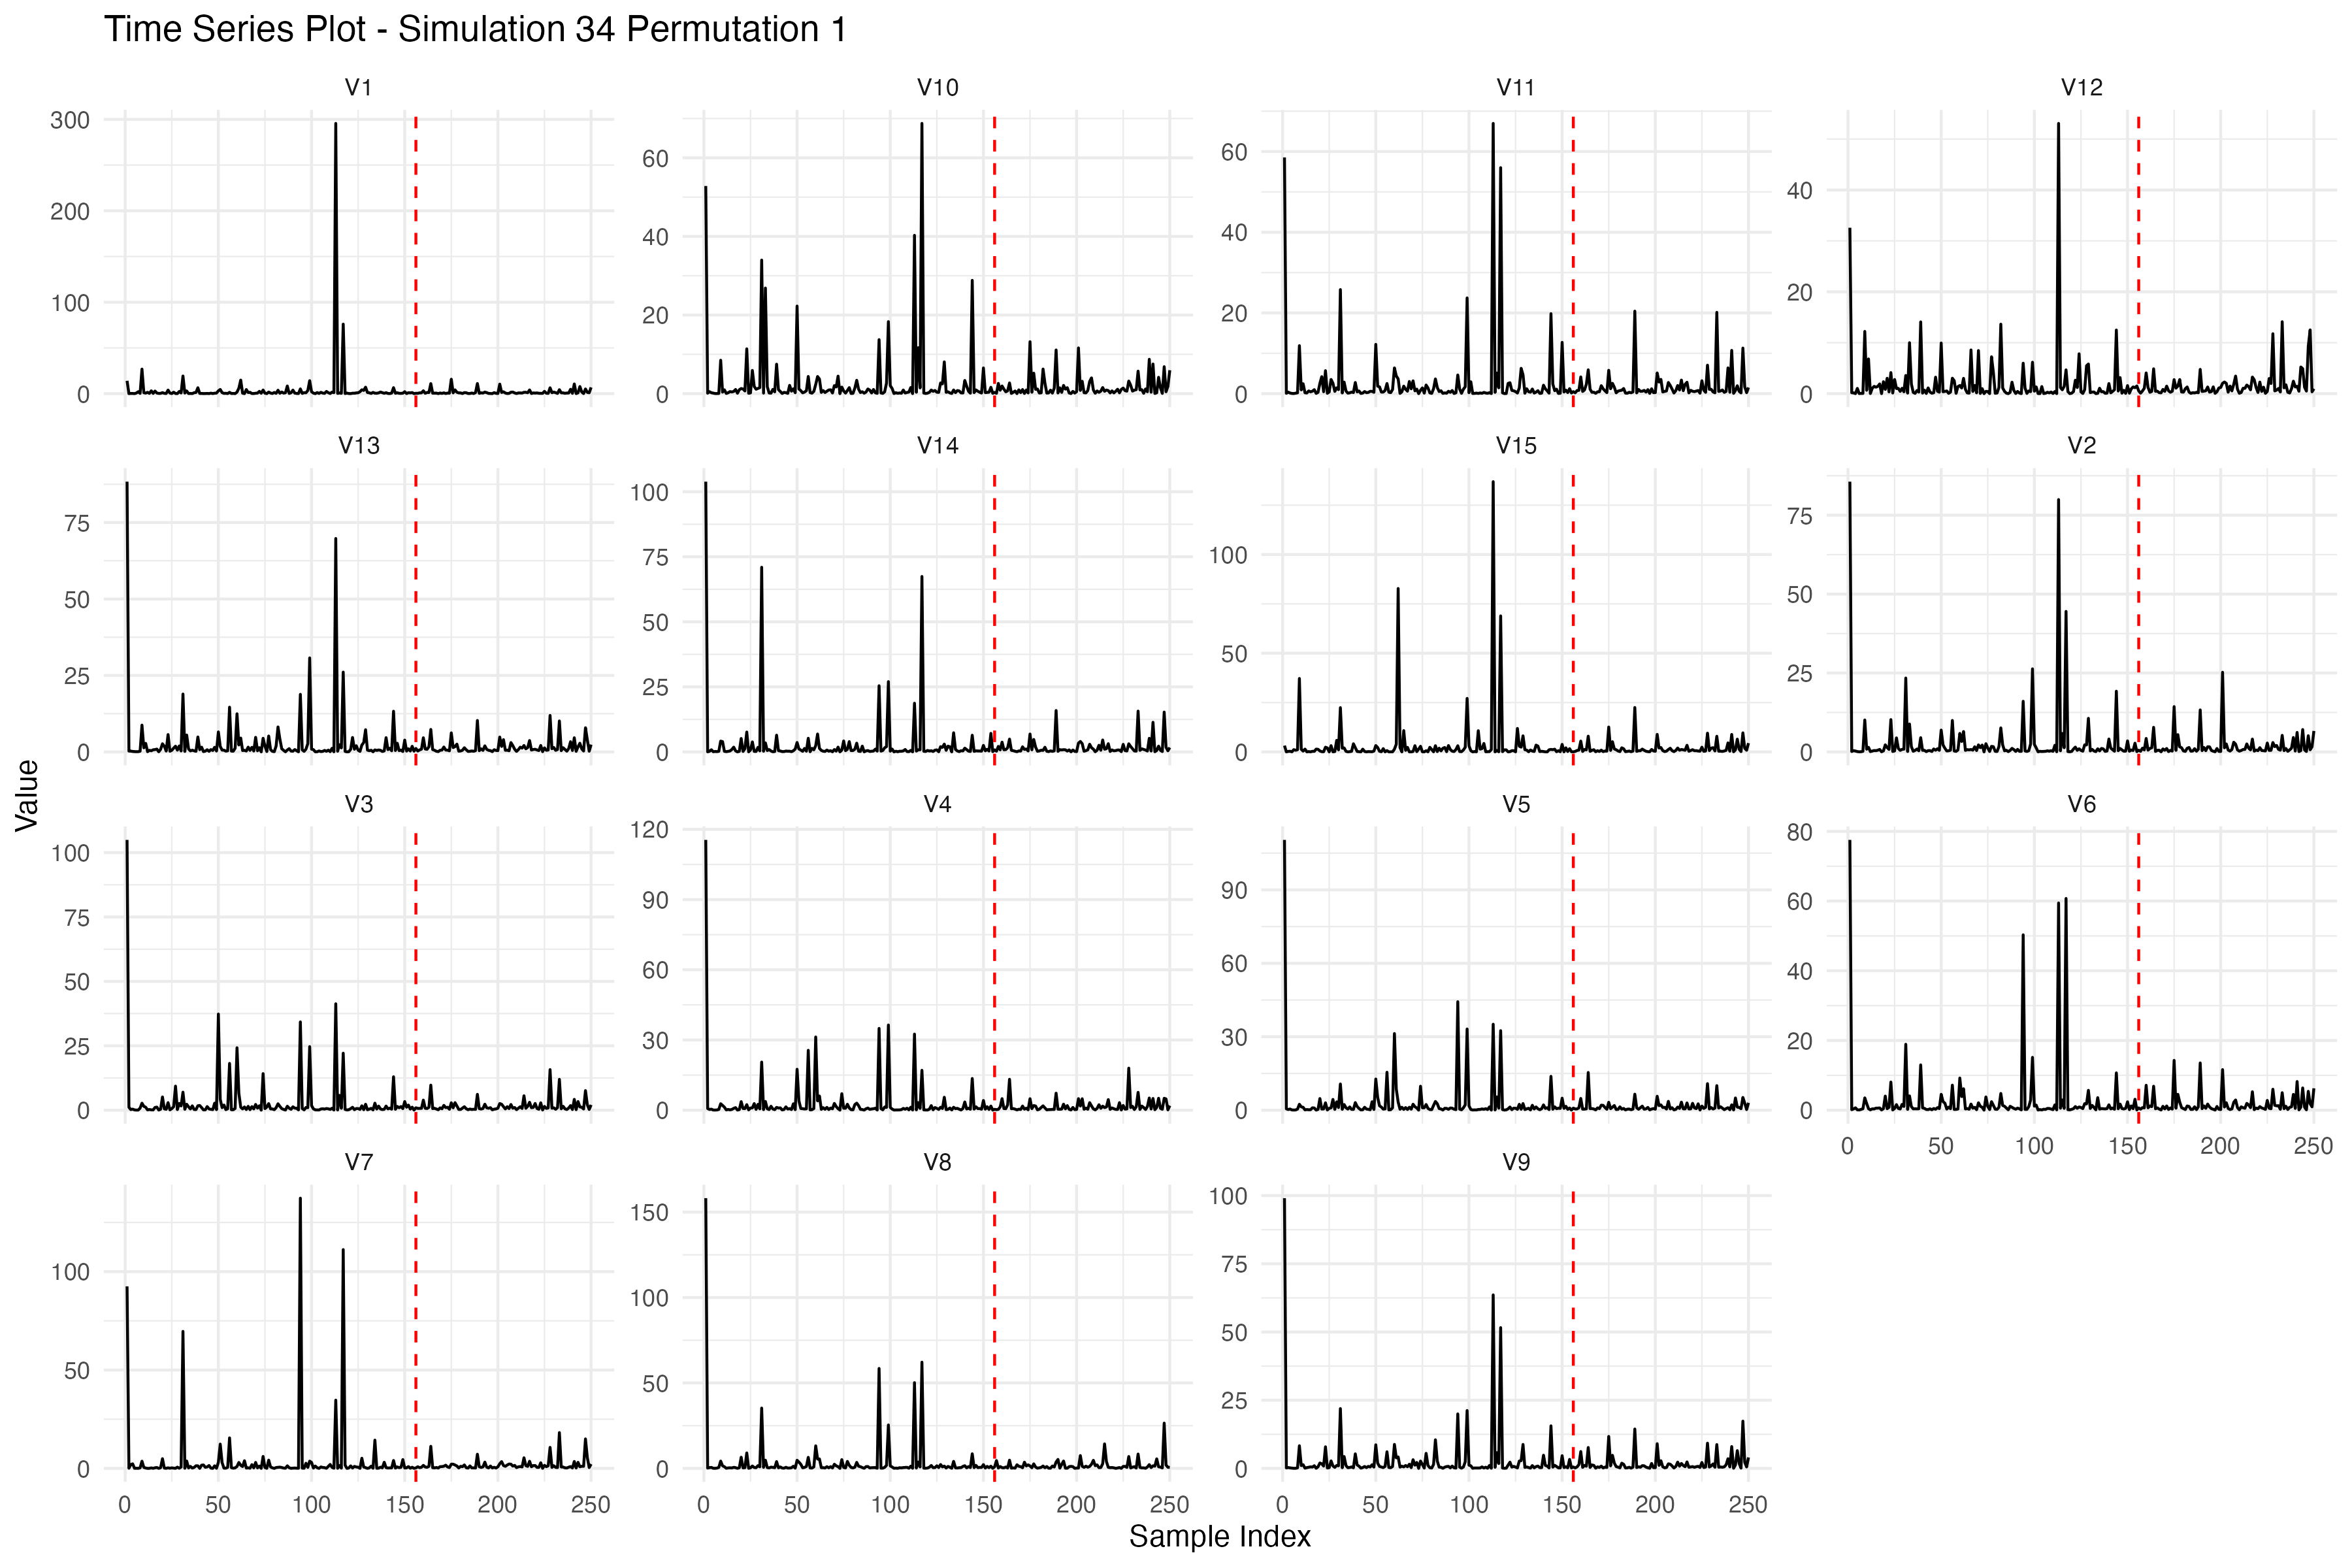 Time Series Plot - Simulation 34 Permutation 1
V1
V10
V11
V12
300
200
100
0
60
40
20
0
60
40
20
0
40
20
0
V13
V14
V15
V2
75
50
25
0
100
75
50
25
0
100
50
0
75
50
25
0
Value
V3
V4
V5
V6
100
75
50
25
0
120
90
60
30
0
90
60
30
0
80
60
40
20
0
0 50 100 150 200 250
V7
V8
V9
100
50
0
150
100
50
0
100
75
50
25
0
0 50 100 150 200 250
0 50 100 150 200 250
0 50 100 150 200 250
Sample Index